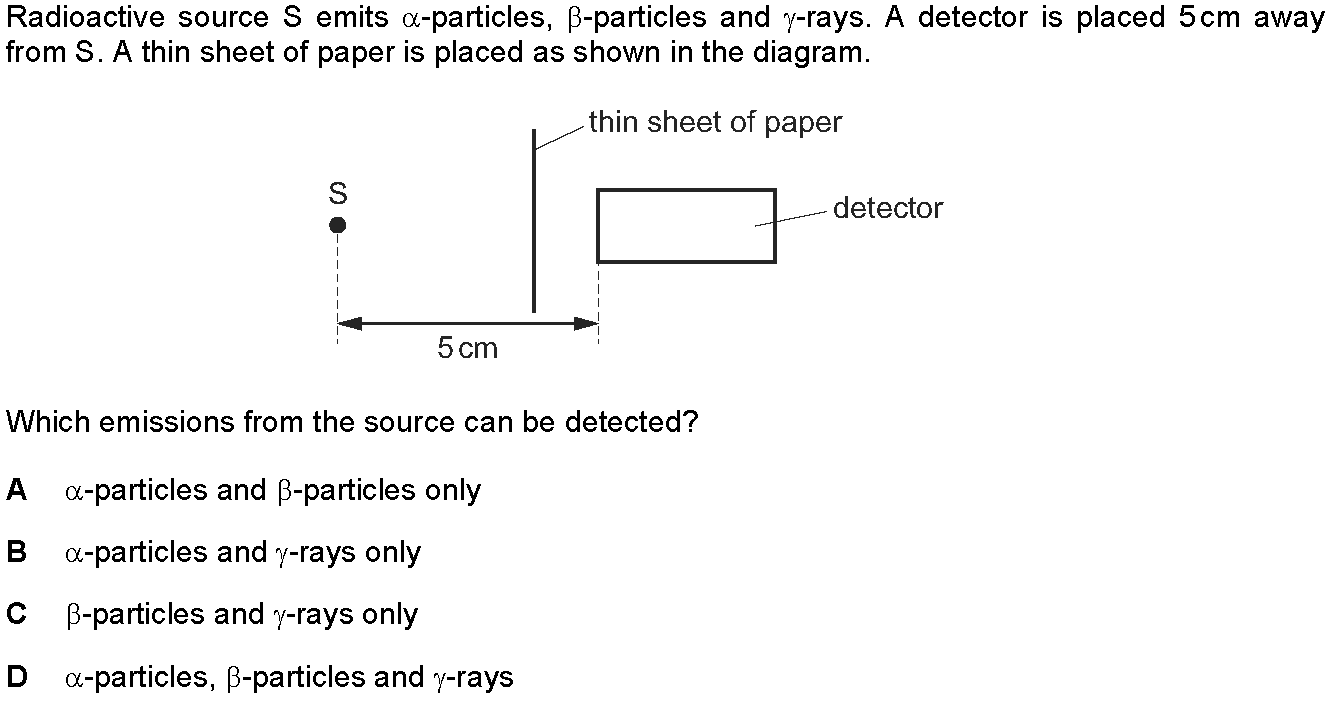 Radioactive source S emits α-particles, β-particles and γ-rays. A detector is placed 5 cm away
from S. A thin sheet of paper is placed as shown in the diagram.
thin sheet of paper
S
detector
5 cm
Which emissions from the source can be detected?
A α-particles and β-particles only
B α-particles and γ-rays only
C β-particles and γ-rays only
D α-particles, β-particles and γ-rays